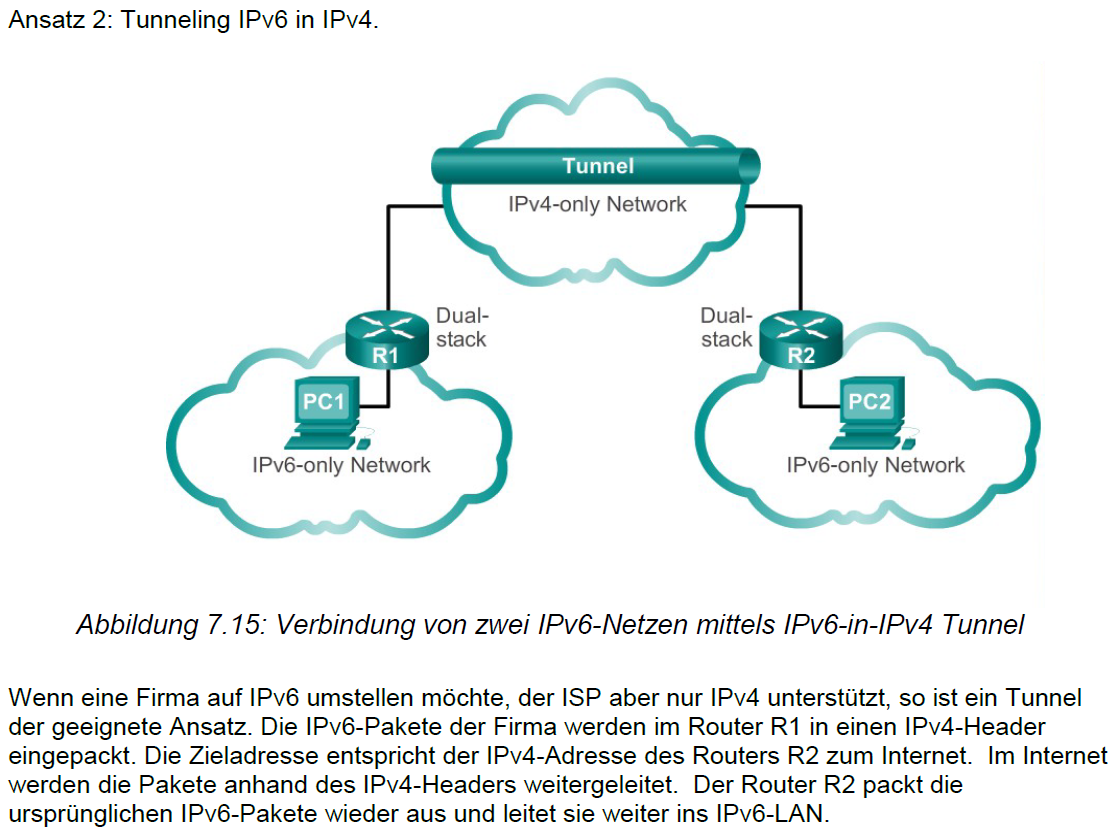 Ansatz 2: Tunneling IPv6 in IPv4.
Tunnel
IPv4-only Network
Dual-
stack
R1
Dual-
stack
R2
PC1
IPv6-only Network
PC2
IPv6-only Network
Abbildung 7.15: Verbindung von zwei IPv6-Netzen mittels IPv6-in-IPv4 Tunnel
Wenn eine Firma auf IPv6 umstellen möchte, der ISP aber nur IPv4 unterstützt, so ist ein Tunnel
der geeignete Ansatz. Die IPv6-Pakete der Firma werden im Router R1 in einen IPv4-Header
eingepackt. Die Zieladresse entspricht der IPv4-Adresse des Routers R2 zum Internet.  Im Internet
werden die Pakete anhand des IPv4-Headers weitergeleitet.  Der Router R2 packt die
ursprünglichen IPv6-Pakete wieder aus und leitet sie weiter ins IPv6-LAN.